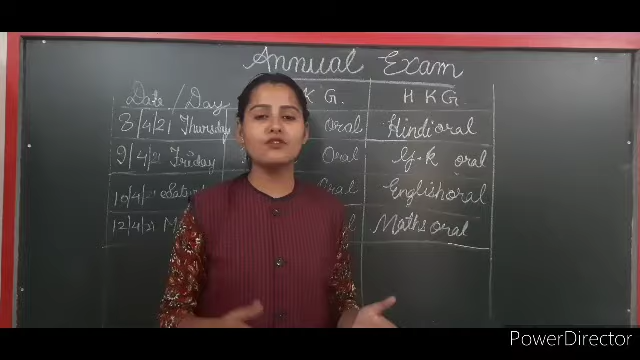 Annual Exam
Date / Day K G. H K G.
8/4/21 Thursday oral Hindi oral
9/4/21 Friday Oral G.K oral
10/4/21 Oral English oral
12/4/21 Maths oral
PowerDirector